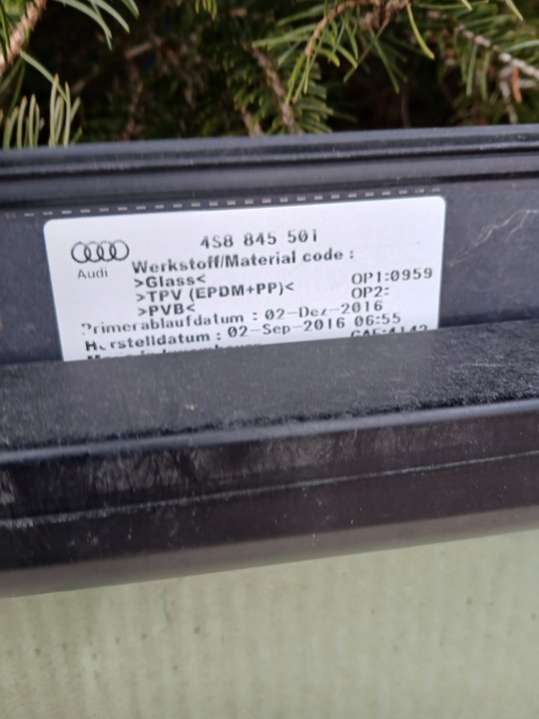 4S8 845 501
Audi
Werkstoff/Material code :
>Glass< OP1:0959
>TPV (EPDM+PP)< OP2:
>PVB<
Primerablaufdatum : 02-Dez-2016
Herstelldatum : 02-Sep-2016 06:55